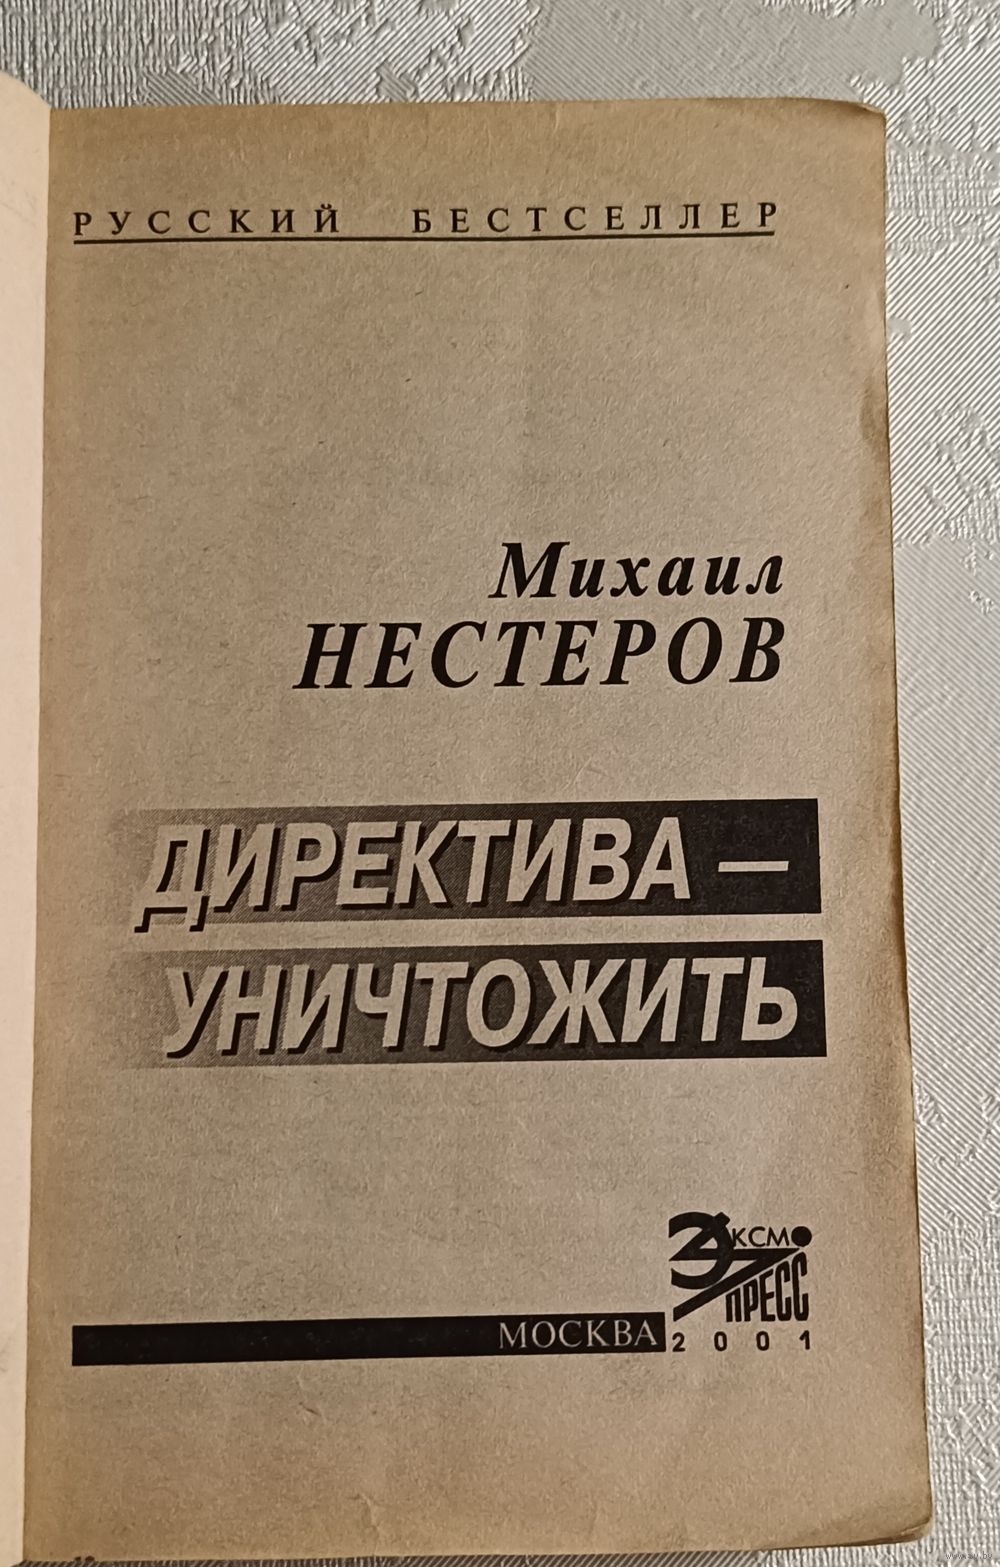 РУССКИЙ БЕСТСЕЛЛЕР
Михаил
НЕСТЕРОВ
ДИРЕКТИВА –
УНИЧТОЖИТЬ
ЭКСМО
ПРЕСС
МОСКВА
2001